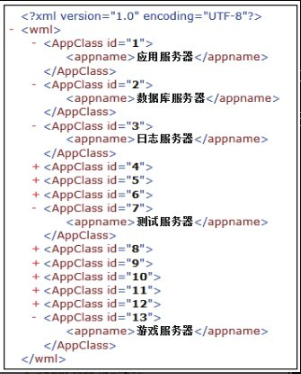 <?xml version="1.0" encoding="UTF-8"?>
- <wml>
- <AppClass id="1">
<appname>应用服务器</appname>
</AppClass>
- <AppClass id="2">
<appname>数据库服务器</appname>
</AppClass>
- <AppClass id="3">
<appname>日志服务器</appname>
</AppClass>
+ <AppClass id="4">
+ <AppClass id="5">
+ <AppClass id="6">
- <AppClass id="7">
<appname>测试服务器</appname>
</AppClass>
+ <AppClass id="8">
+ <AppClass id="9">
+ <AppClass id="10">
+ <AppClass id="11">
+ <AppClass id="12">
- <AppClass id="13">
<appname>游戏服务器</appname>
</AppClass>
</wml>